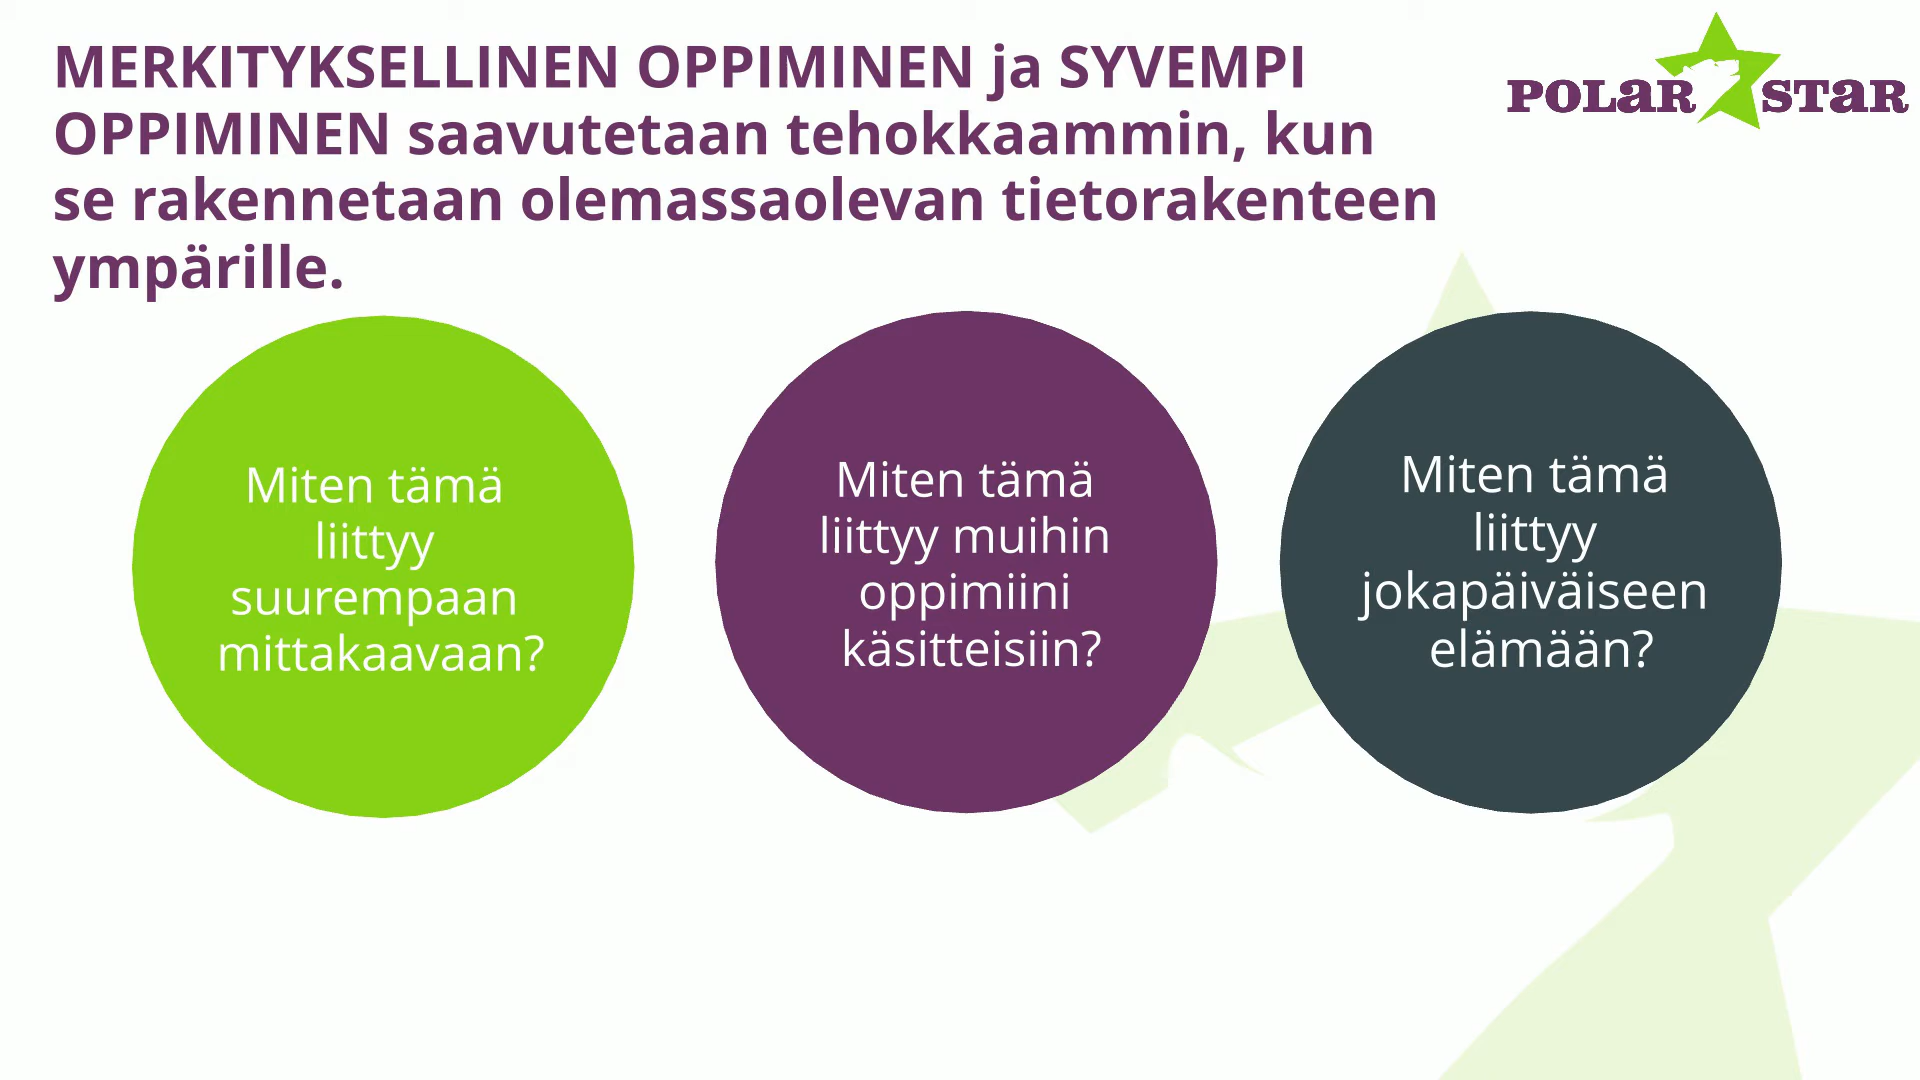 MERKITYKSELLINEN OPPIMINEN ja SYVEMPI
OPPIMINEN saavutetaan tehokkaammin, kun
se rakennetaan olemassaolevan tietorakenteen
ympärille.
POLAR STAR
Miten tämä
liittyy
suurempaan
mittakaavaan?
Miten tämä
liittyy muihin
oppimiini
käsitteisiin?
Miten tämä
liittyy
jokapäiväiseen
elämään?